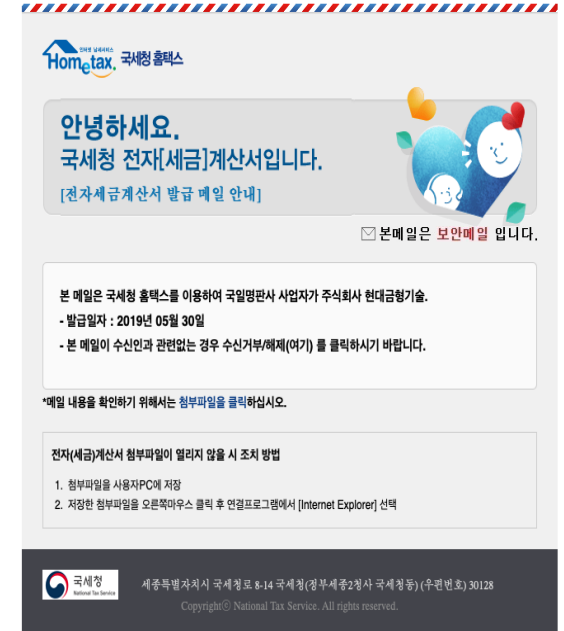 인터넷 납세서비스
Hometax. 국세청 홈택스
안녕하세요.
국세청 전자[세금]계산서입니다.
[전자세금계산서 발급 메일 안내]
본메일은 보안메일 입니다.
본 메일은 국세청 홈택스를 이용하여 국일명판사 사업자가 주식회사 현대금형기술.
- 발급일자 : 2019년 05월 30일
- 본 메일이 수신인과 관련없는 경우 수신거부/해제(여기) 를 클릭하시기 바랍니다.
*메일 내용을 확인하기 위해서는 첨부파일을 클릭하십시오.
전자(세금)계산서 첨부파일이 열리지 않을 시 조치 방법
1. 첨부파일을 사용자PC에 저장
2. 저장한 첨부파일을 오른쪽마우스 클릭 후 연결프로그램에서 [Internet Explorer] 선택
국세청
National Tax Service
세종특별자치시 국세청로 8-14 국세청(정부세종2청사 국세청동) (우편번호) 30128
Copyrightⓒ National Tax Service. All rights reserved.